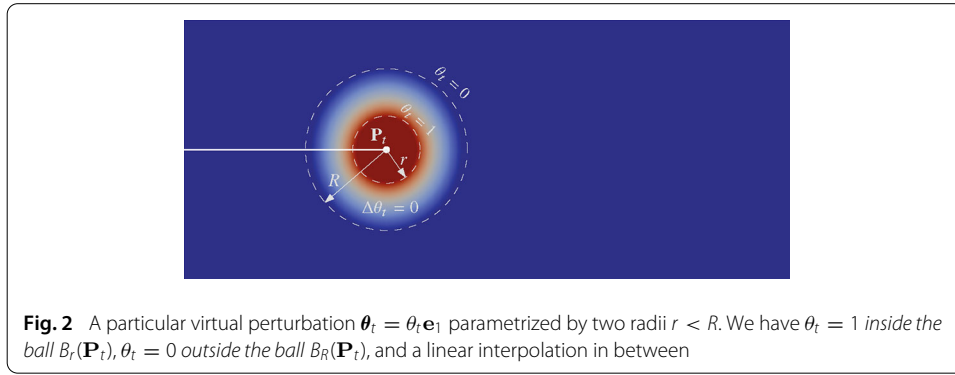 θₜ = 0
θₜ = 1
𝐏ₜ
r
R
Δθₜ = 0
Fig. 2 A particular virtual perturbation 𝛉ₜ = θₜ𝐞₁ parametrized by two radii r < R. We have θₜ = 1 inside the
ball Bᵣ(𝐏ₜ), θₜ = 0 outside the ball B_R(𝐏ₜ), and a linear interpolation in between